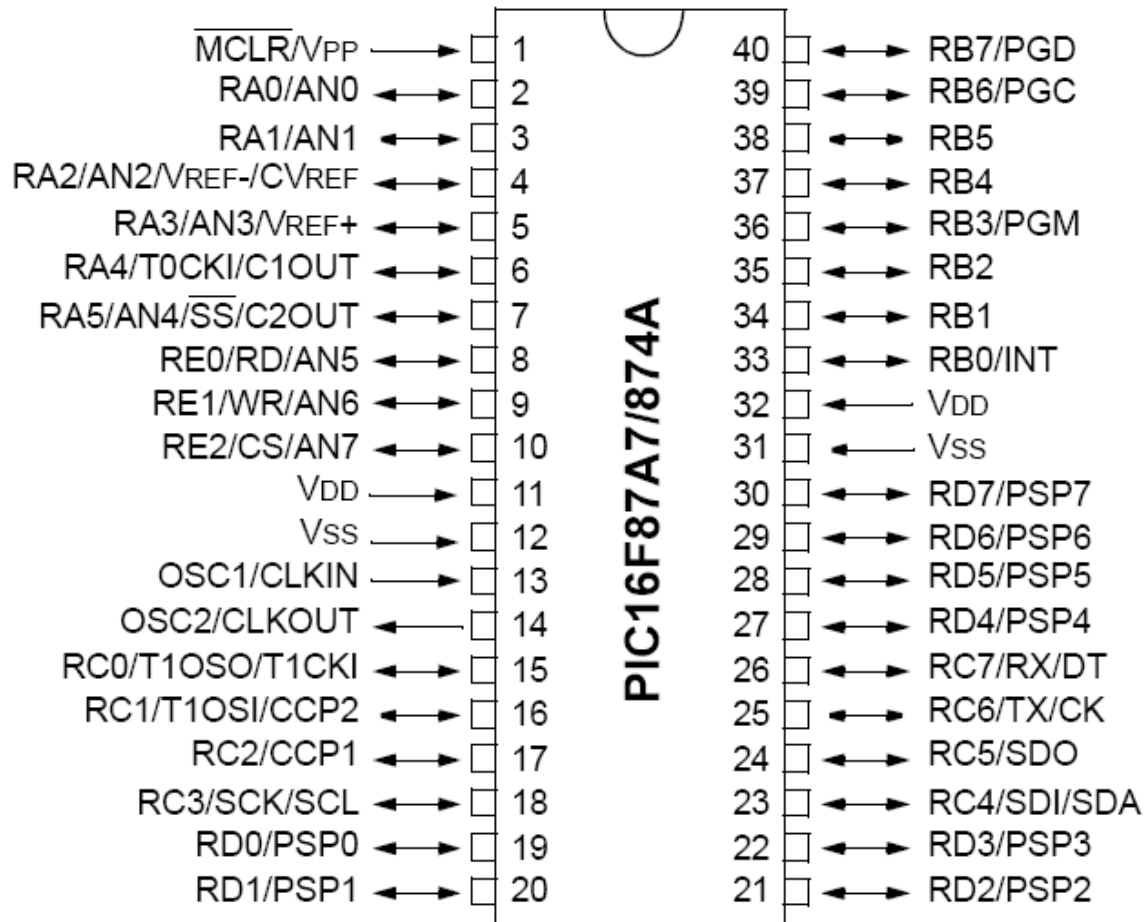 MCLR/VPP 1 40 RB7/PGD
RA0/AN0 2 39 RB6/PGC
RA1/AN1 3 38 RB5
RA2/AN2/VREF-/CVREF 4 37 RB4
RA3/AN3/VREF+ 5 36 RB3/PGM
RA4/T0CKI/C1OUT 6 35 RB2
RA5/AN4/SS/C2OUT 7 34 RB1
RE0/RD/AN5 8 33 RB0/INT
RE1/WR/AN6 9 32 VDD
RE2/CS/AN7 10 31 VSS
VDD 11 30 RD7/PSP7
VSS 12 29 RD6/PSP6
OSC1/CLKIN 13 28 RD5/PSP5
OSC2/CLKOUT 14 27 RD4/PSP4
RC0/T1OSO/T1CKI 15 26 RC7/RX/DT
RC1/T1OSI/CCP2 16 25 RC6/TX/CK
RC2/CCP1 17 24 RC5/SDO
RC3/SCK/SCL 18 23 RC4/SDI/SDA
RD0/PSP0 19 22 RD3/PSP3
RD1/PSP1 20 21 RD2/PSP2
PIC16F87A7/874A